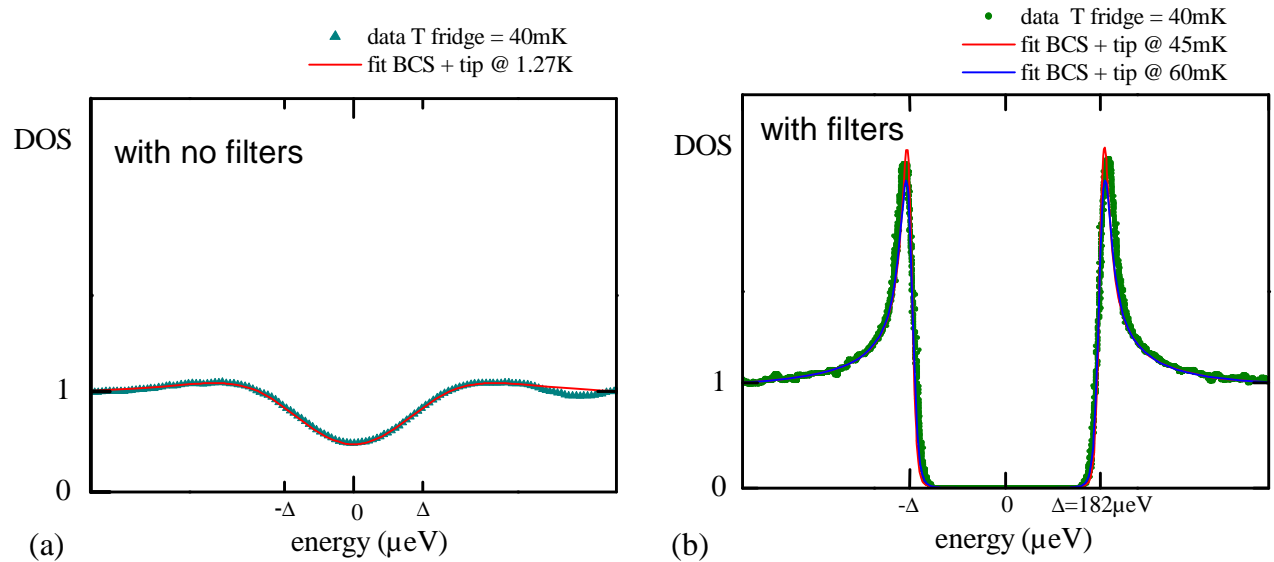 data T fridge = 40mK
fit BCS + tip @ 1.27K
DOS
with no filters
1
0
-Δ
0
Δ
energy (µeV)
(a)
data T fridge = 40mK
fit BCS + tip @ 45mK
fit BCS + tip @ 60mK
DOS
with filters
1
0
-Δ
0
Δ=182µeV
energy (µeV)
(b)